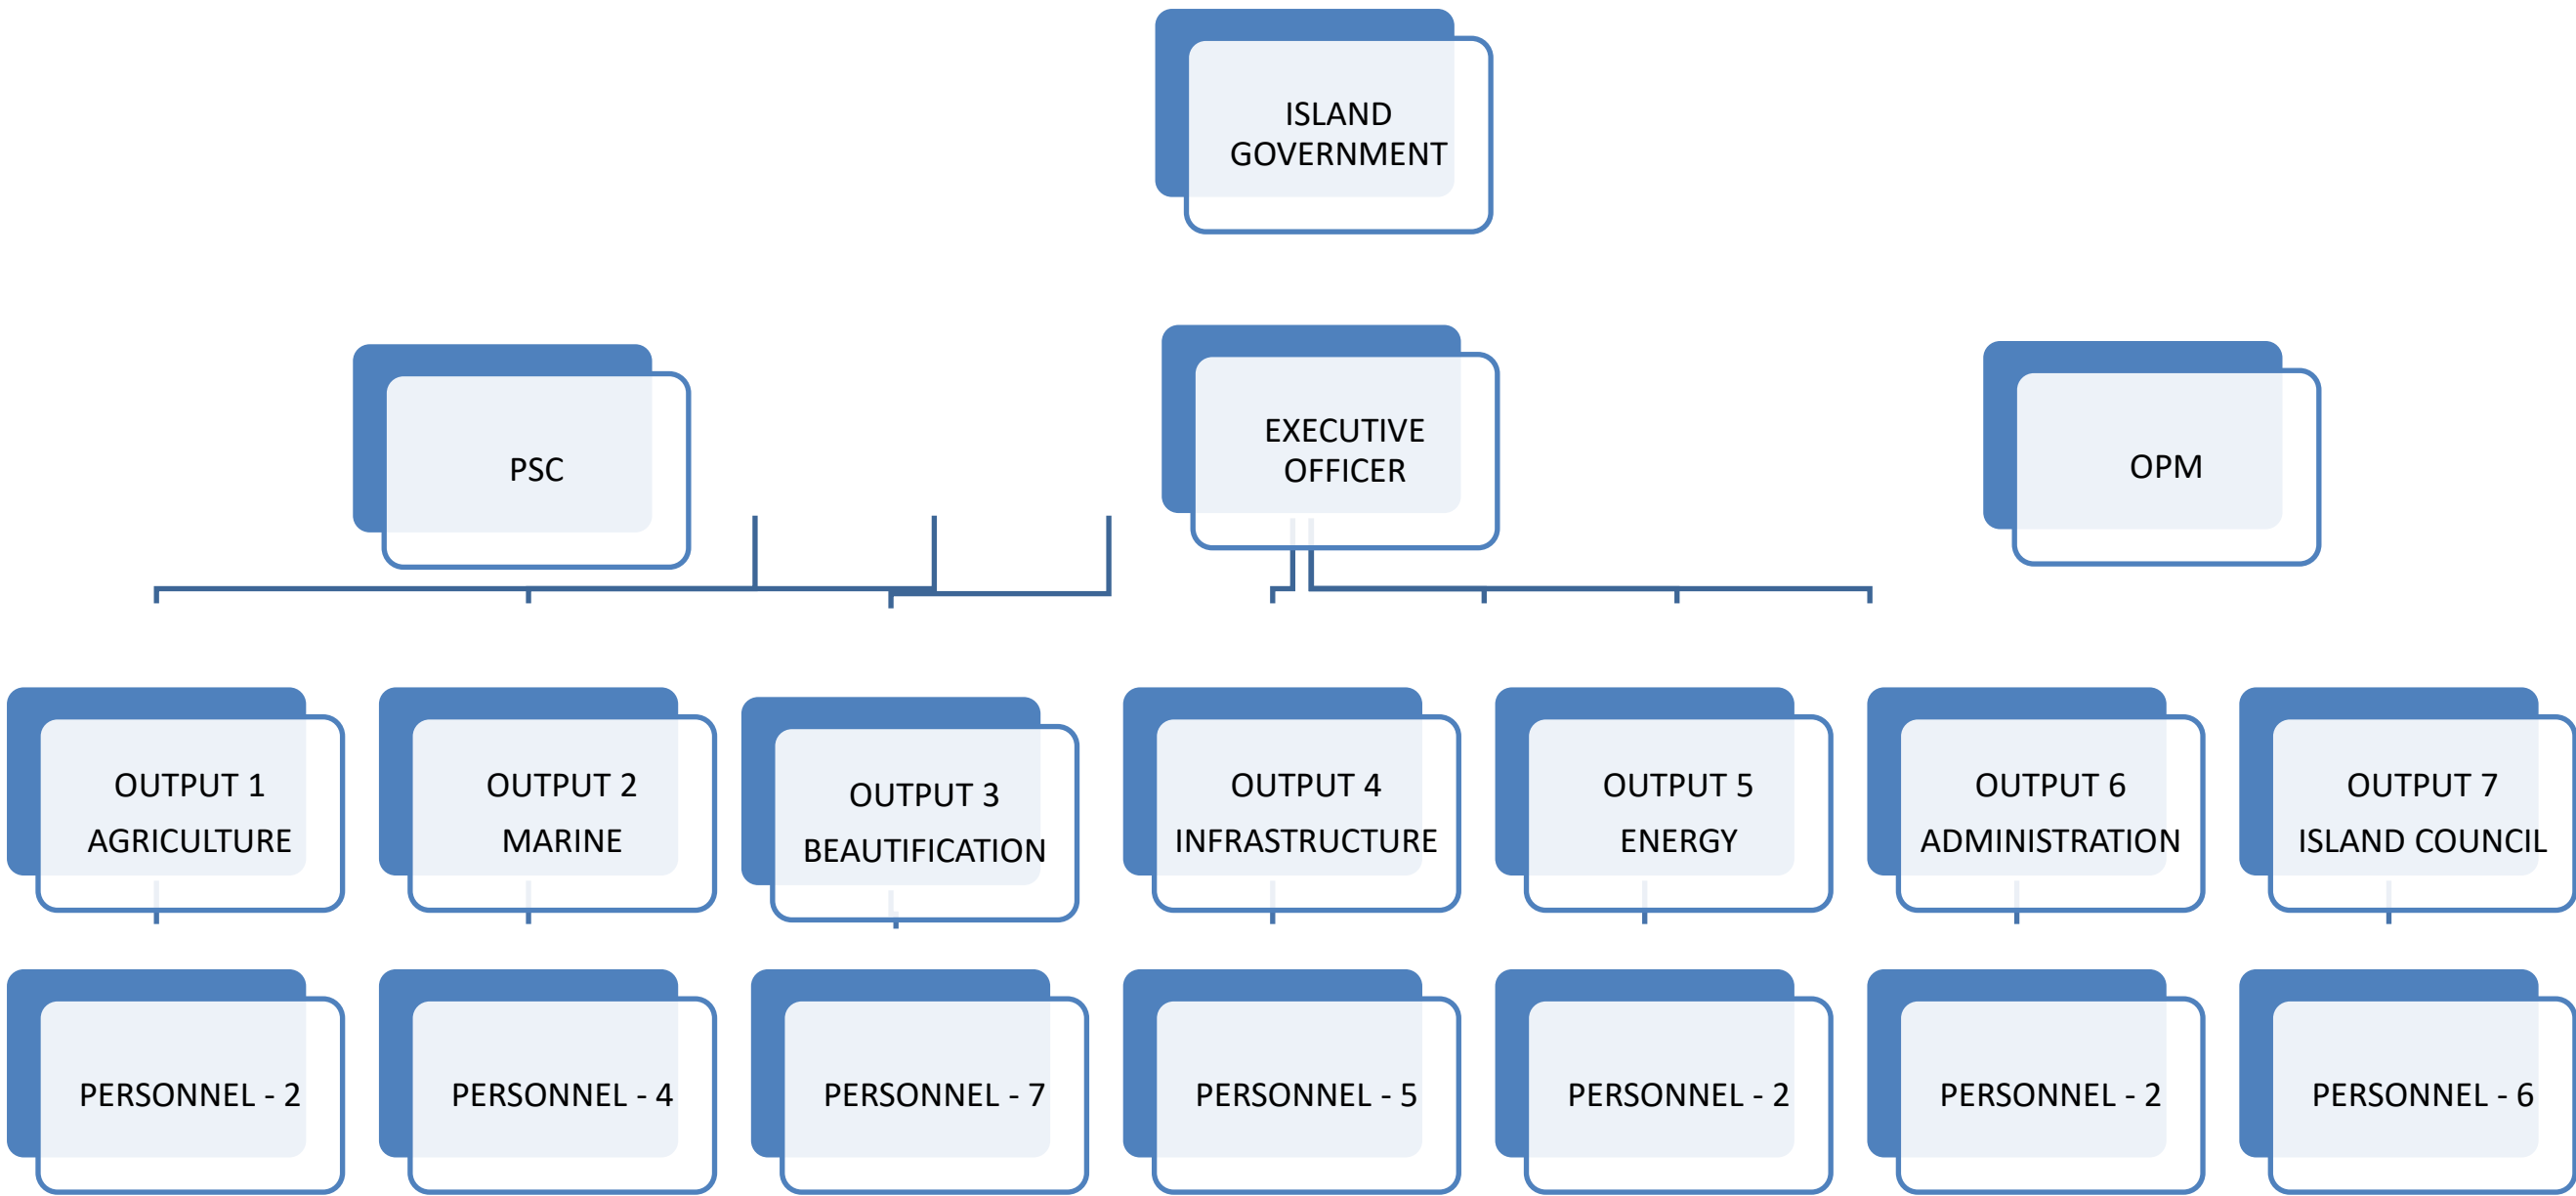 ISLAND
GOVERNMENT
PSC
EXECUTIVE
OFFICER
OPM
OUTPUT 1
AGRICULTURE
OUTPUT 2
MARINE
OUTPUT 3
BEAUTIFICATION
OUTPUT 4
INFRASTRUCTURE
OUTPUT 5
ENERGY
OUTPUT 6
ADMINISTRATION
OUTPUT 7
ISLAND COUNCIL
PERSONNEL - 2
PERSONNEL - 4
PERSONNEL - 7
PERSONNEL - 5
PERSONNEL - 2
PERSONNEL - 2
PERSONNEL - 6